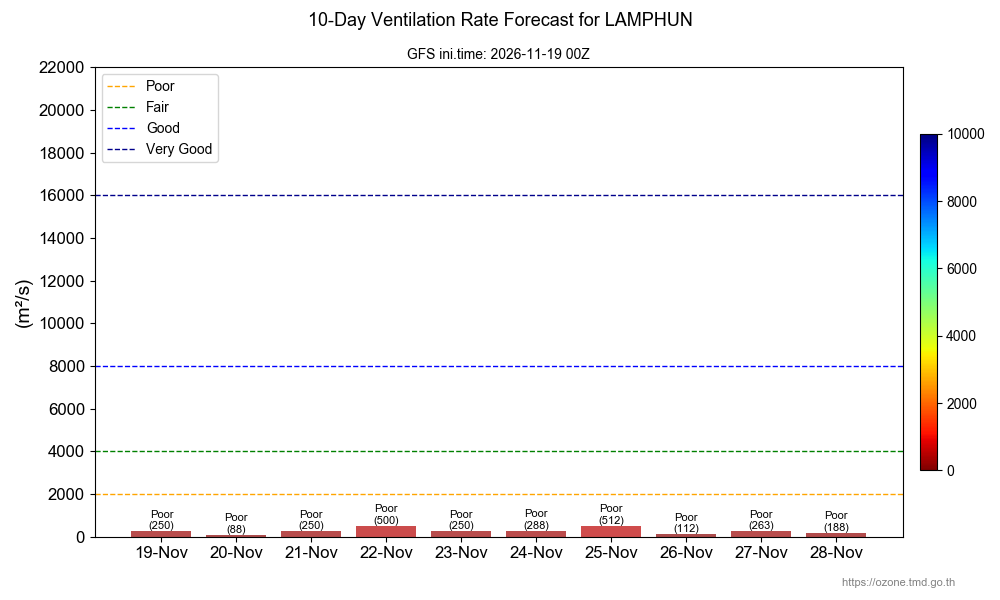 10-Day Ventilation Rate Forecast for LAMPHUN
GFS ini.time: 2026-11-19 00Z
22000
20000
18000
16000
14000
12000
10000
8000
6000
4000
2000
0
(m²/s)
Poor
Fair
Good
Very Good
Poor
(250)
Poor
(88)
Poor
(250)
Poor
(500)
Poor
(250)
Poor
(288)
Poor
(512)
Poor
(112)
Poor
(263)
Poor
(188)
19-Nov 20-Nov 21-Nov 22-Nov 23-Nov 24-Nov 25-Nov 26-Nov 27-Nov 28-Nov
10000
8000
6000
4000
2000
0
https://ozone.tmd.go.th